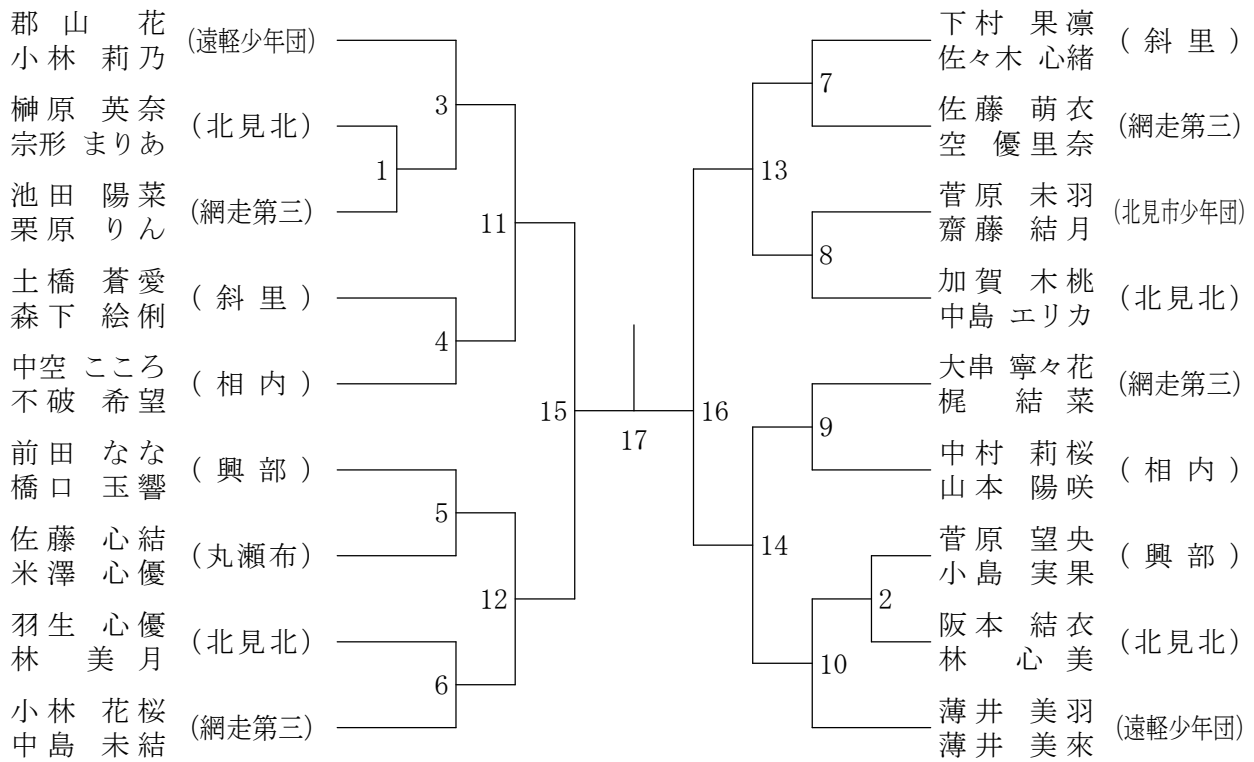 郡山 花
小林 莉乃
(遠軽少年団)
榊原 英奈
宗形 まりあ
(北見北)
池田 陽菜
栗原 りん
(網走第三)
土橋 蒼愛
森下 絵俐
(斜里)
中空 こころ
不破 希望
(相内)
前田 なな
橋口 玉響
(興部)
佐藤 心結
米澤 心優
(丸瀬布)
羽生 心優
林 美月
(北見北)
小林 花桜
中島 未結
(網走第三)
3
1
11
4
15
5
12
6
17
16
7
13
8
9
14
2
10
下村 果凛
佐々木 心緒
(斜里)
佐藤 萌衣
空 優里奈
(網走第三)
菅原 未羽
齋藤 結月
(北見市少年団)
加賀 木桃
中島 エリカ
(北見北)
大串 寧々花
梶 結菜
(網走第三)
中村 莉桜
山本 陽咲
(相内)
菅原 望央
小島 実果
(興部)
阪本 結衣
林 心美
(北見北)
薄井 美羽
薄井 美來
(遠軽少年団)